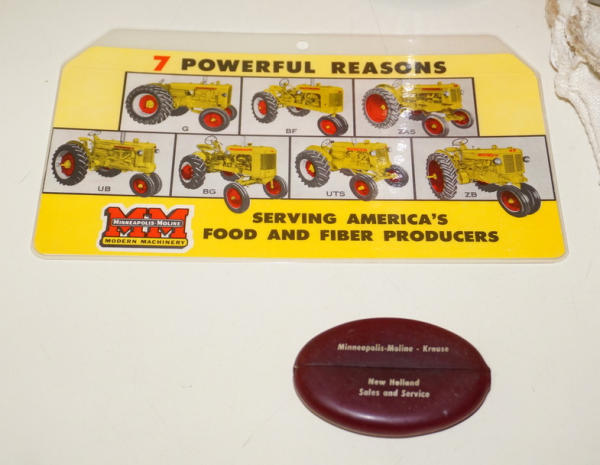 7 POWERFUL REASONS
G
BF
ZAS
UB
BG
UTS
ZB
MM
MINNEAPOLIS-MOLINE
MODERN MACHINERY
SERVING AMERICA'S
FOOD AND FIBER PRODUCERS
Minneapolis-Moline - Krause
New Holland
Sales and Service